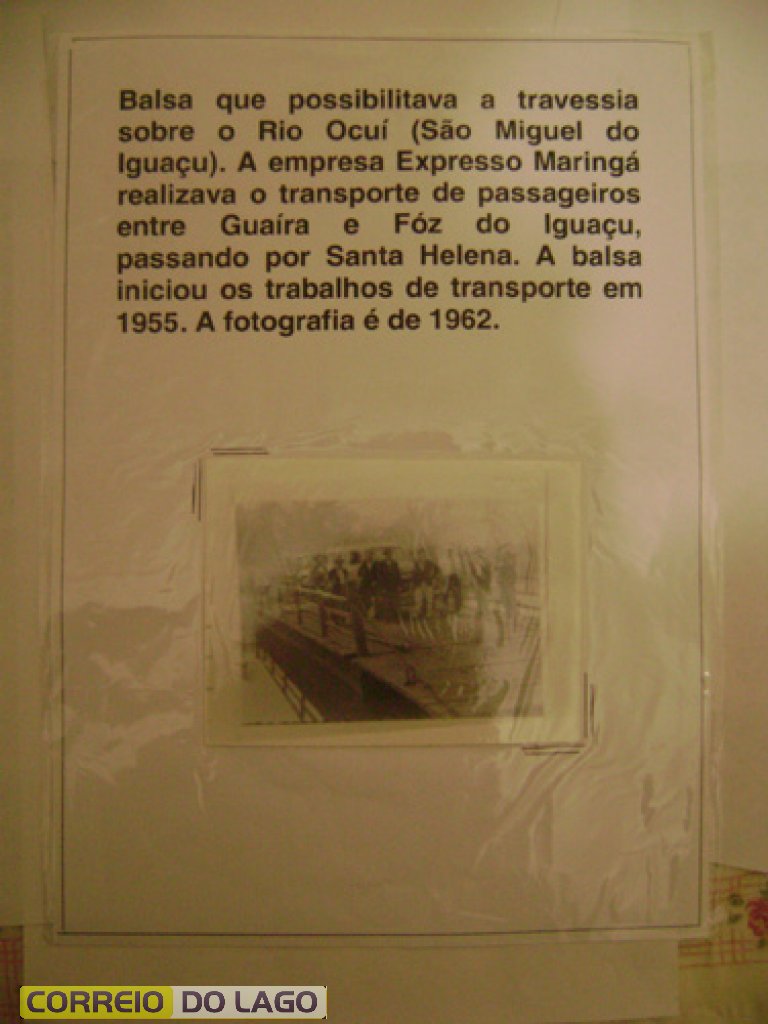 Balsa que possibilitava a travessia
sobre o Rio Ocuí (São Miguel do
Iguaçu). A empresa Expresso Maringá
realizava o transporte de passageiros
entre Guaíra e Fóz do Iguaçu,
passando por Santa Helena. A balsa
iniciou os trabalhos de transporte em
1955. A fotografia é de 1962.
CORREIO DO LAGO